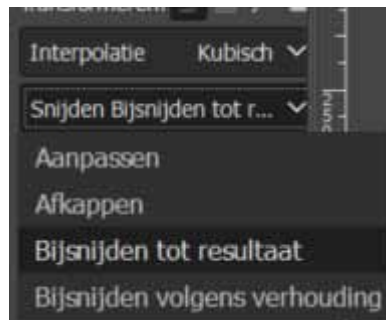 Interpolatie Kubisch
Snijden Bijsnijden tot r...
Aanpassen
Afkappen
Bijsnijden tot resultaat
Bijsnijden volgens verhouding